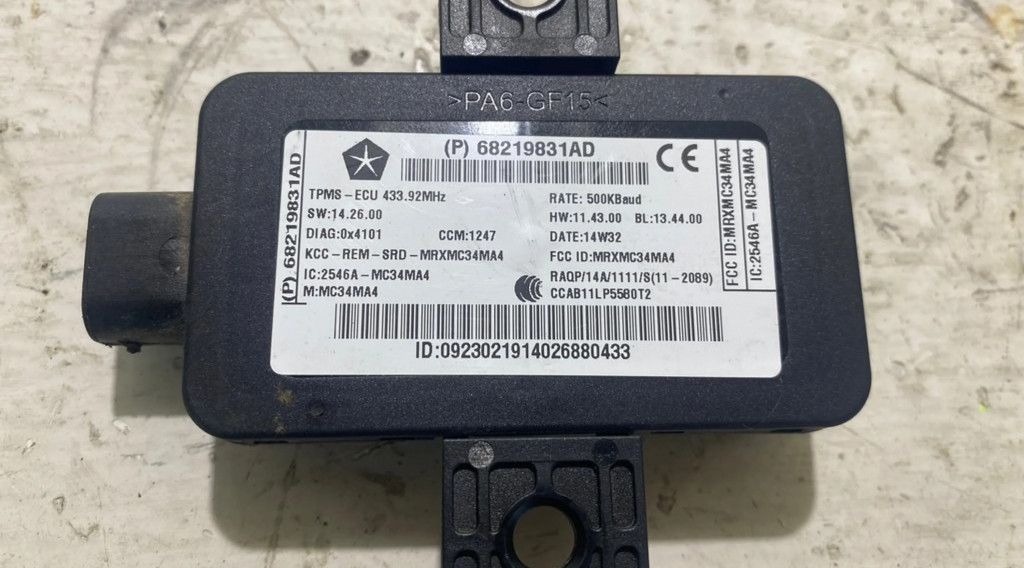 >PA6-GF15<
(P) 68219831AD
(P) 68219831AD
CE
TPMS-ECU 433.92MHz
RATE: 500KBaud
SW:14.26.00
HW:11.43.00 BL:13.44.00
DIAG:0x4101
CCM:1247
DATE:14W32
KCC-REM-SRD-MRXMC34MA4
FCC ID:MRXMC34MA4
IC:2546A-MC34MA4
RAQP/14A/1111/S(11-2089)
M:MC34MA4
CCAB11LP5580T2
FCC ID:MRXMC34MA4
IC:2546A-MC34MA4
ID:0923021914026880433